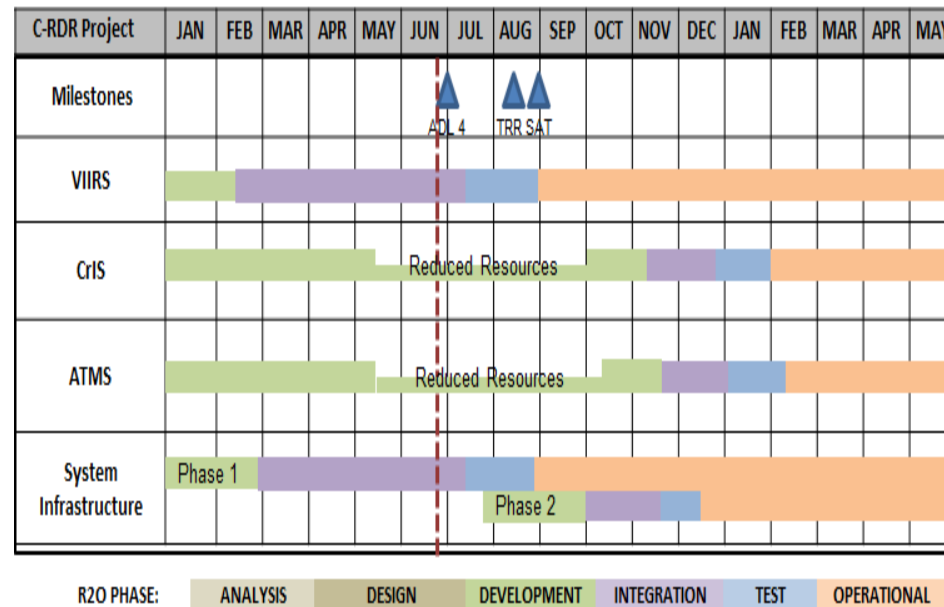 C-RDR Project JAN FEB MAR APR MAY JUN JUL AUG SEP OCT NOV DEC JAN FEB MAR APR MAY
Milestones
ADL 4 TRR SAT
VIIRS
CrIS Reduced Resources
ATMS Reduced Resources
System
Infrastructure
Phase 1
Phase 2
R2O PHASE: ANALYSIS DESIGN DEVELOPMENT INTEGRATION TEST OPERATIONAL